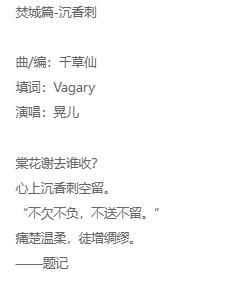 焚城篇-沉香刺
曲/编：千草仙
填词：Vagary
演唱：晃儿
棠花谢去谁收？
心上沉香刺空留。
“不欠不负，不送不留。”
痛楚温柔，徒增绸缪。
——题记